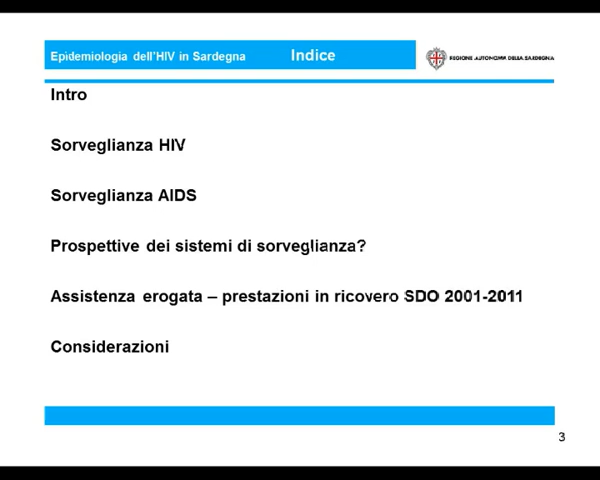 Epidemiologia dell'HIV in Sardegna Indice
REGIONE AUTONOMA DELLA SARDEGNA
Intro
Sorveglianza HIV
Sorveglianza AIDS
Prospettive dei sistemi di sorveglianza?
Assistenza erogata – prestazioni in ricovero SDO 2001-2011
Considerazioni
3